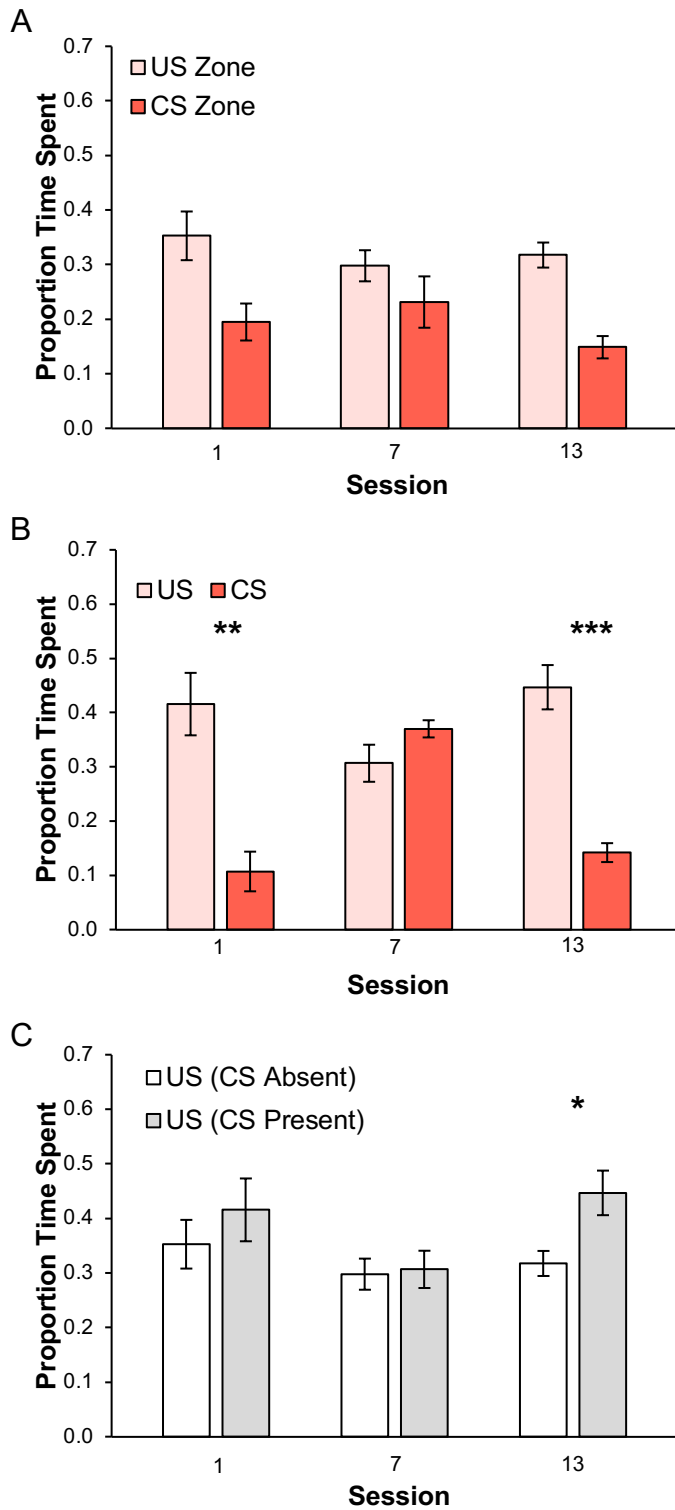 A
0.7
0.6
0.5
0.4
0.3
0.2
0.1
0.0
Proportion Time Spent
US Zone
CS Zone
1 7 13
Session
B
0.7
0.6
0.5
0.4
0.3
0.2
0.1
0.0
Proportion Time Spent
US CS
** ***
1 7 13
Session
C
0.7
0.6
0.5
0.4
0.3
0.2
0.1
0.0
Proportion Time Spent
US (CS Absent)
US (CS Present)
*
1 7 13
Session